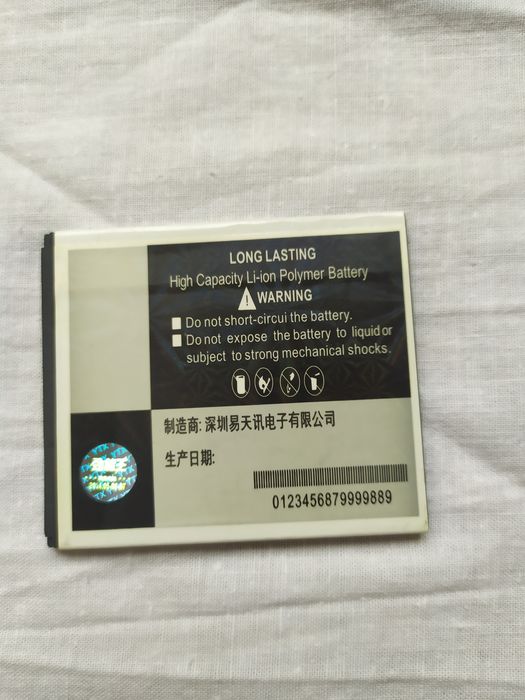 LONG LASTING
High Capacity Li-ion Polymer Battery
WARNING
Do not short-circui the battery.
Do not expose the battery to liquid or
subject to strong mechanical shocks.
制造商: 深圳易天讯电子有限公司
生产日期:
0123456879999889